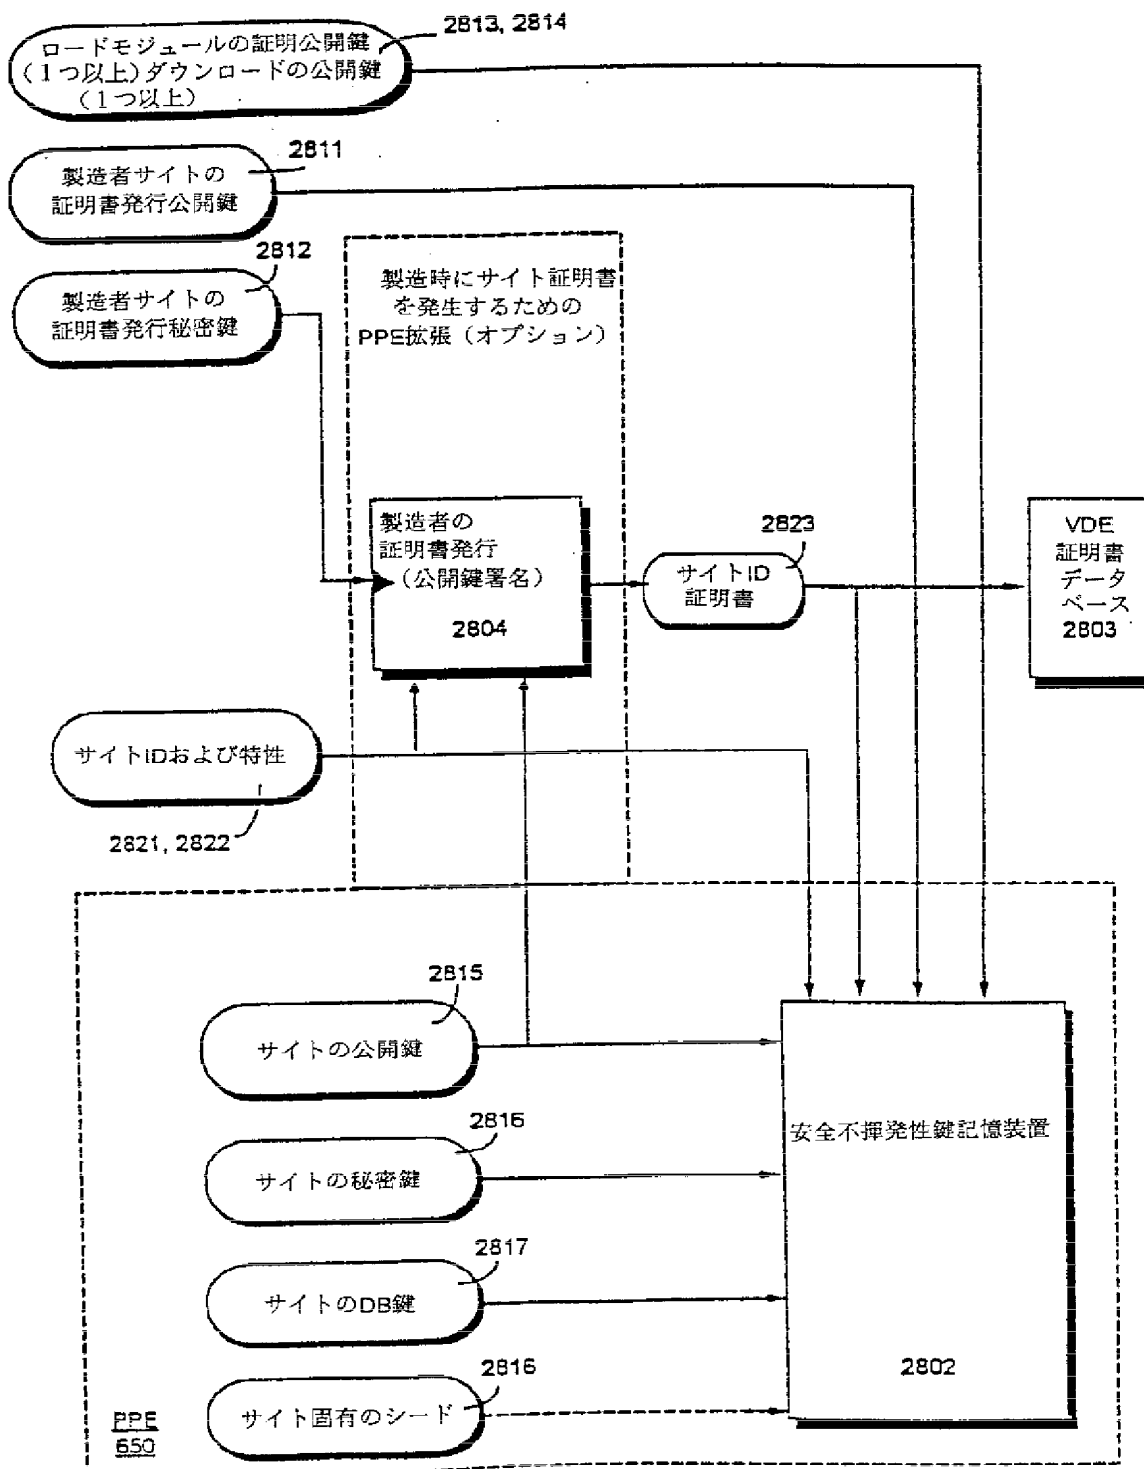 2813, 2814
ロードモジュールの証明公開鍵
(1つ以上)ダウンロードの公開鍵
(1つ以上)
2811
製造者サイトの
証明書発行公開鍵
2812
製造者サイトの
証明書発行秘密鍵
製造時にサイト証明書
を発生するための
PPE拡張(オプション)
製造者の
証明書発行
(公開鍵署名)
2804
2823
サイトID
証明書
VDE
証明書
データ
ベース
2803
サイトIDおよび特性
2821, 2822
2815
サイトの公開鍵
2816
サイトの秘密鍵
安全不揮発性鍵記憶装置
2817
サイトのDB鍵
2802
2816
サイト固有のシード
PPE
650